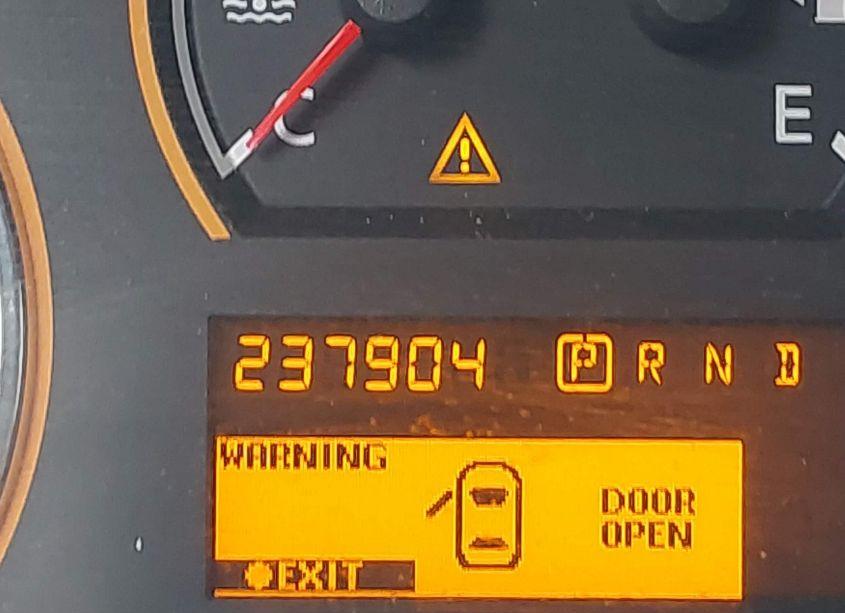 C
E
237904 P R N D
WARNING
DOOR
OPEN
EXIT